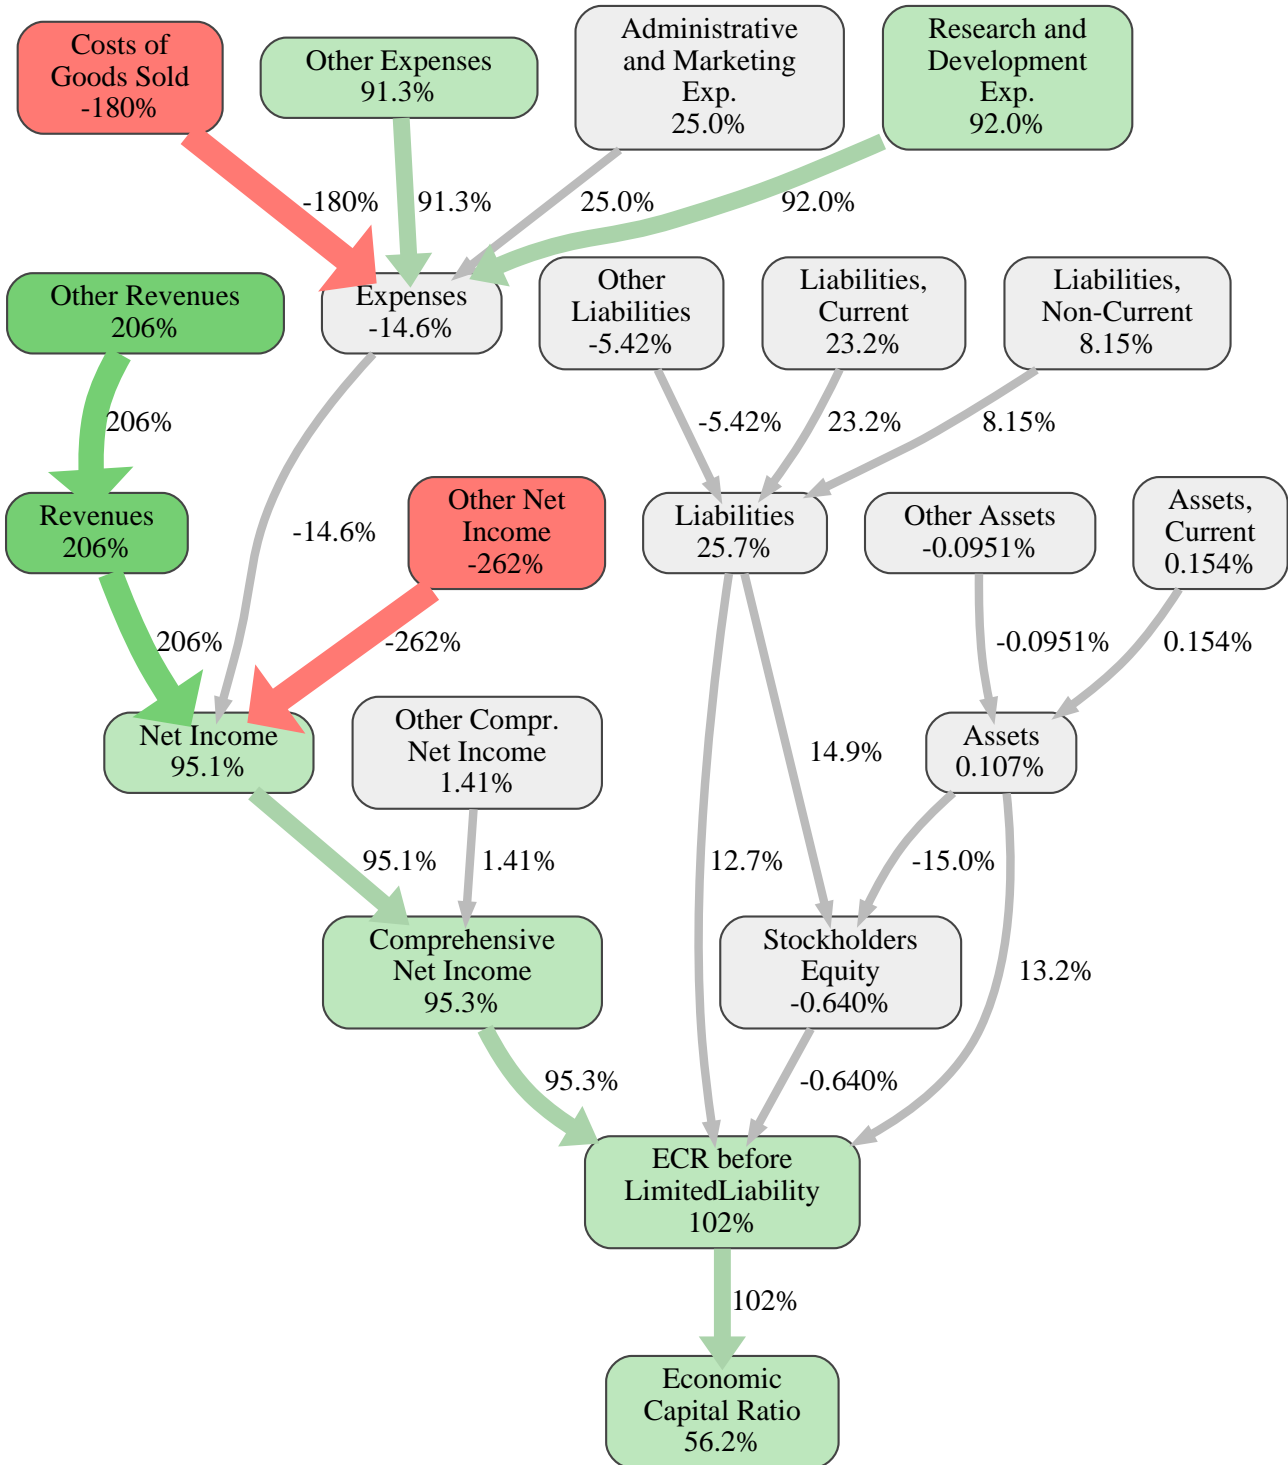 Costs of
Goods Sold
-180%
Other Expenses
91.3%
Administrative
and Marketing
Exp.
25.0%
Research and
Development
Exp.
92.0%
-180%
91.3%
25.0%
92.0%
Other Revenues
206%
Expenses
-14.6%
Other
Liabilities
-5.42%
Liabilities,
Current
23.2%
Liabilities,
Non-Current
8.15%
206%
-5.42%
23.2%
8.15%
Revenues
206%
-14.6%
Other Net
Income
-262%
Liabilities
25.7%
Other Assets
-0.0951%
Assets,
Current
0.154%
206%
-262%
-0.0951%
0.154%
Net Income
95.1%
Other Compr.
Net Income
1.41%
14.9%
Assets
0.107%
95.1%
1.41%
12.7%
-15.0%
Comprehensive
Net Income
95.3%
Stockholders
Equity
-0.640%
13.2%
95.3%
-0.640%
ECR before
LimitedLiability
102%
102%
Economic
Capital Ratio
56.2%